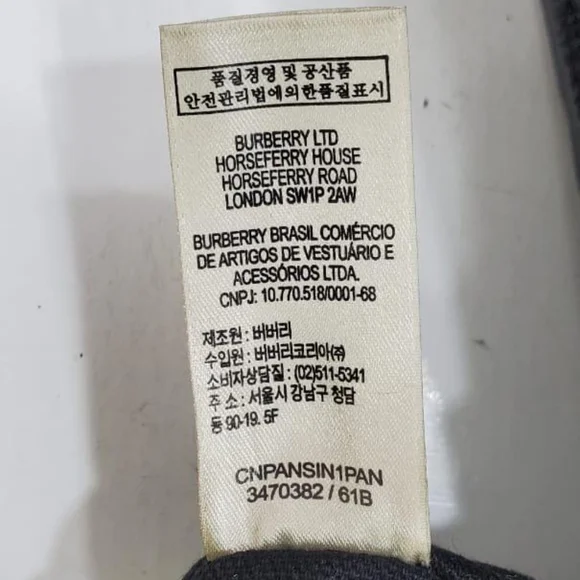 품질경영 및 공산품
안전관리법에의한품질표시
BURBERRY LTD
HORSEFERRY HOUSE
HORSEFERRY ROAD
LONDON SW1P 2AW
BURBERRY BRASIL COMÉRCIO
DE ARTIGOS DE VESTUÁRIO E
ACESSÓRIOS LTDA.
CNPJ: 10.770.518/0001-68
제조원 : 버버리
수입원 : 버버리코리아(주)
소비자상담질 : (02)511-5341
주 소 : 서울시 강남구 청담
동 90-19. 5F
CNPANSIN1PAN
3470382 / 61B